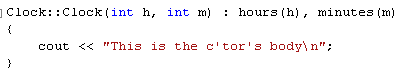 Clock::Clock(int h, int m) : hours(h), minutes(m)
{
cout << "This is the c'tor's body\n";
}